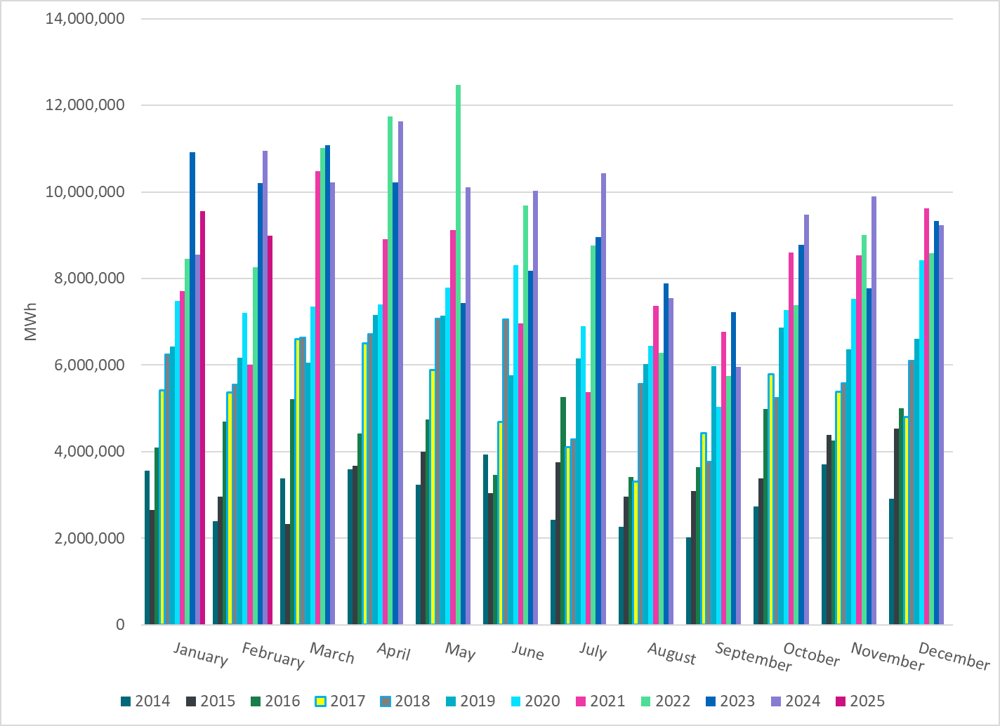 14,000,000
12,000,000
10,000,000
8,000,000
6,000,000
4,000,000
2,000,000
0
MWh
January February March April May June July August September October November December
2014 2015 2016 2017 2018 2019 2020 2021 2022 2023 2024 2025